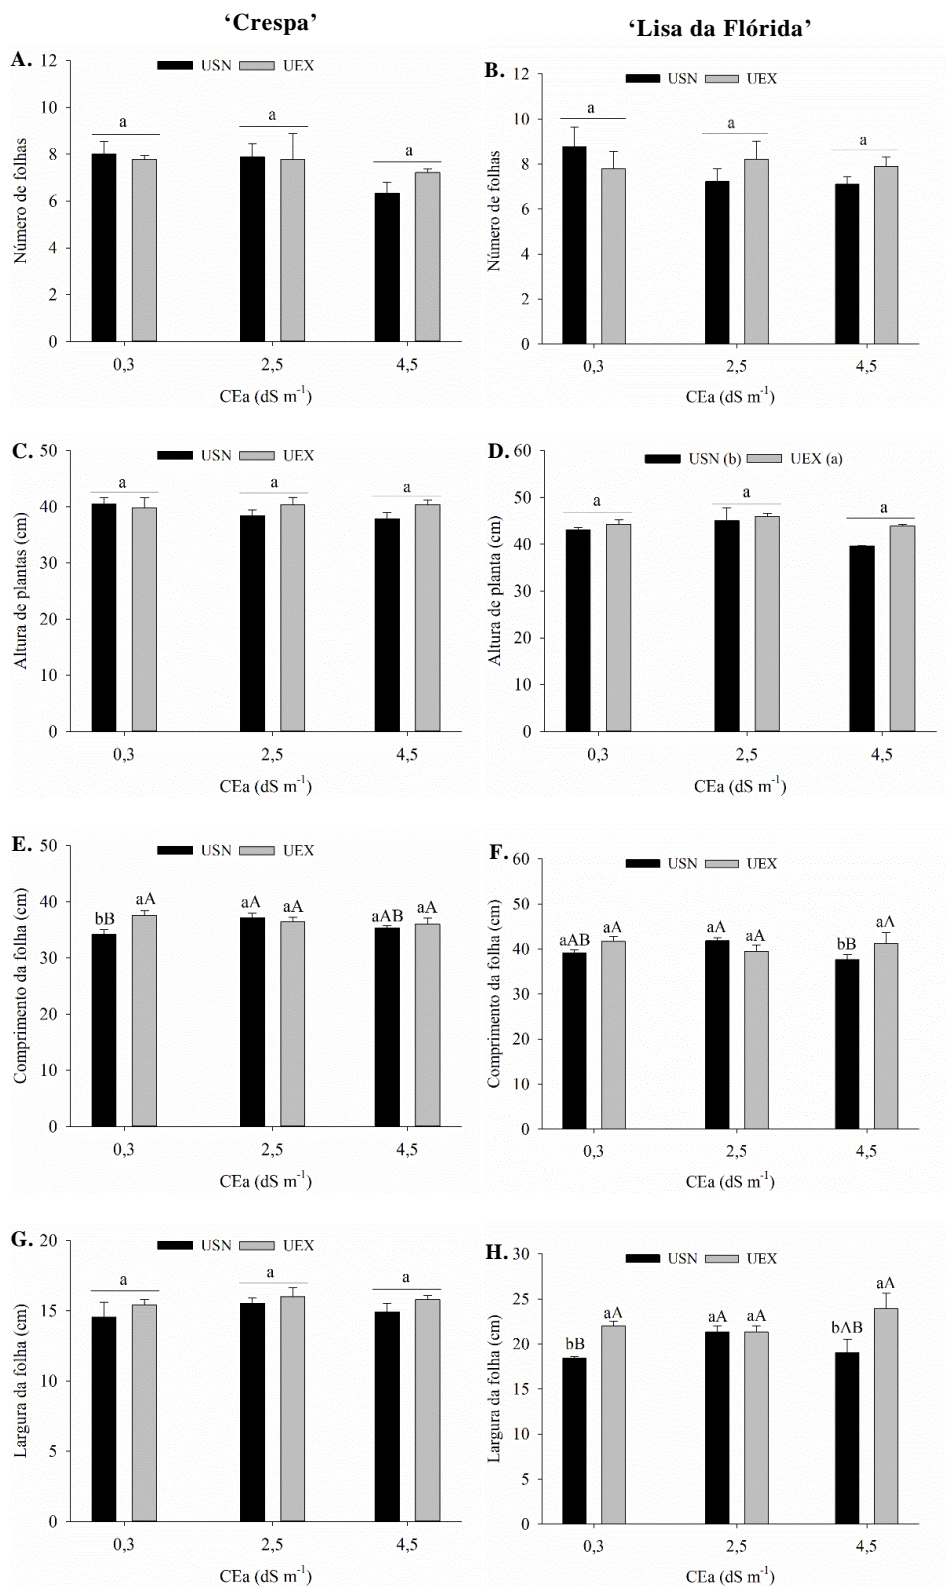 ‘Crespa’
‘Lisa da Flórida’
A.
USN UEX
12
10
8
6
4
2
0
Número de folhas
a
a
a
0,3 2,5 4,5
CEa (dS m-1)
B.
USN UEX
12
10
8
6
4
2
0
Número de folhas
a
a
a
0,3 2,5 4,5
CEa (dS m-1)
C.
USN UEX
50
40
30
20
10
0
Altura de plantas (cm)
a
a
a
0,3 2,5 4,5
CEa (dS m-1)
D.
USN (b) UEX (a)
60
50
40
30
20
10
0
Altura de planta (cm)
a
a
a
0,3 2,5 4,5
CEa (dS m-1)
E.
USN UEX
50
40
30
20
10
0
Comprimento da folha (cm)
bB aA aA aA aAB aA
0,3 2,5 4,5
CEa (dS m-1)
F.
USN UEX
60
50
40
30
20
10
0
Comprimento da folha (cm)
aAB aA aA aA bB aA
0,3 2,5 4,5
CEa (dS m-1)
G.
USN UEX
20
15
10
5
0
Largura da folha (cm)
a
a
a
0,3 2,5 4,5
CEa (dS m-1)
H.
USN UEX
30
25
20
15
10
5
0
Largura da folha (cm)
bB aA aA aA bAB aA
0,3 2,5 4,5
CEa (dS m-1)